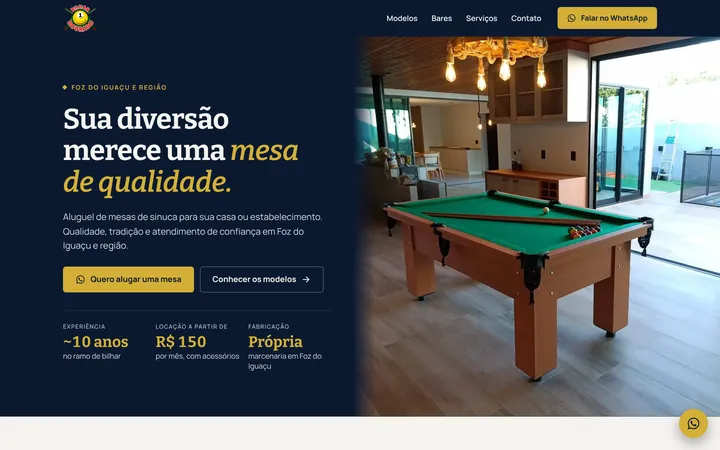 Modelos
Bares
Serviços
Contato
Falar no WhatsApp
FOZ DO IGUAÇU E REGIÃO
Sua diversão
merece uma mesa
de qualidade.
Aluguel de mesas de sinuca para sua casa ou estabelecimento.
Qualidade, tradição e atendimento de confiança em Foz do
Iguaçu e região.
Quero alugar uma mesa
Conhecer os modelos →
EXPERIÊNCIA
~10 anos
no ramo de bilhar
LOCAÇÃO A PARTIR DE
R$ 150
por mês, com acessórios
FABRICAÇÃO
Própria
marcenaria em Foz do
Iguaçu